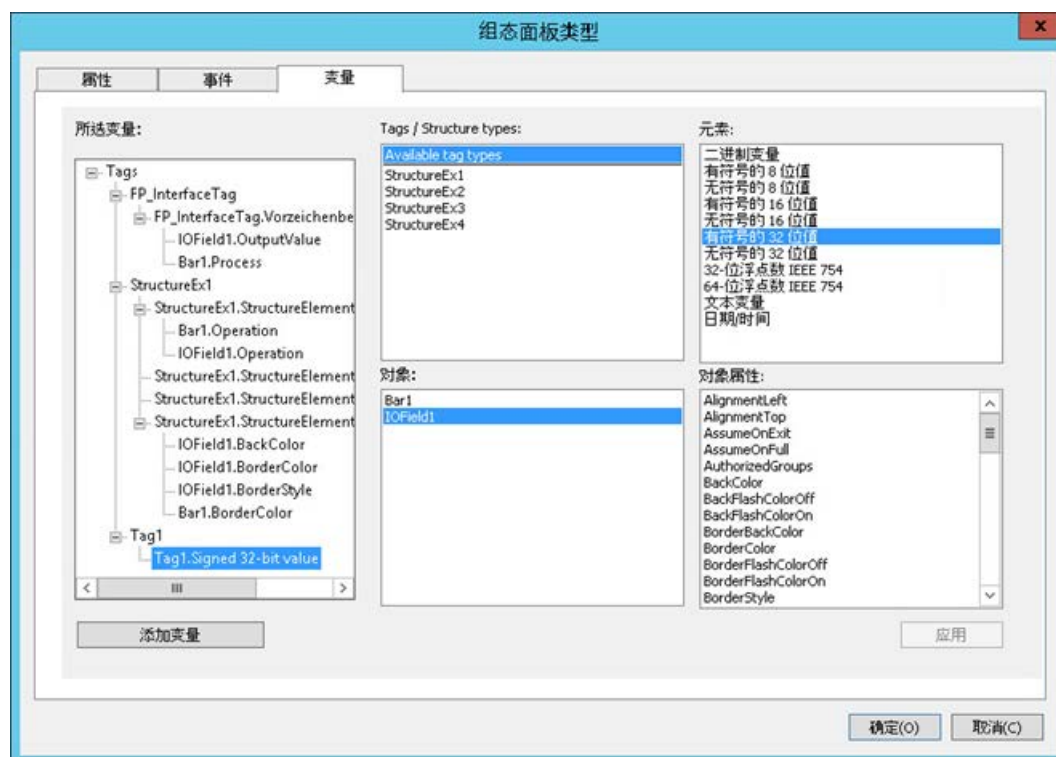 组态面板类型
x
属性
事件
变量
所选变量:
Tags
FP_InterfaceTag
FP_InterfaceTag.Vorzeichenbe
IOField1.OutputValue
Bar1.Process
StructureEx1
StructureEx1.StructureElement
Bar1.Operation
IOField1.Operation
StructureEx1.StructureElement
StructureEx1.StructureElement
StructureEx1.StructureElement
IOField1.BackColor
IOField1.BorderColor
IOField1.BorderStyle
Bar1.BorderColor
Tag1
Tag1.Signed 32-bit value
添加变量
Tags / Structure types:
Available tag types
StructureEx1
StructureEx2
StructureEx3
StructureEx4
元素:
二进制变量
有符号的 8 位值
无符号的 8 位值
有符号的 16 位值
无符号的 16 位值
有符号的 32 位值
无符号的 32 位值
32-位浮点数 IEEE 754
64-位浮点数 IEEE 754
文本变量
日期/时间
对象:
Bar1
IOField1
对象属性:
AlignmentLeft
AlignmentTop
AssumeOnExit
AssumeOnFull
AuthorizedGroups
BackColor
BackFlashColorOff
BackFlashColorOn
BorderBackColor
BorderColor
BorderFlashColorOff
BorderFlashColorOn
BorderStyle
应用
确定(O)
取消(C)